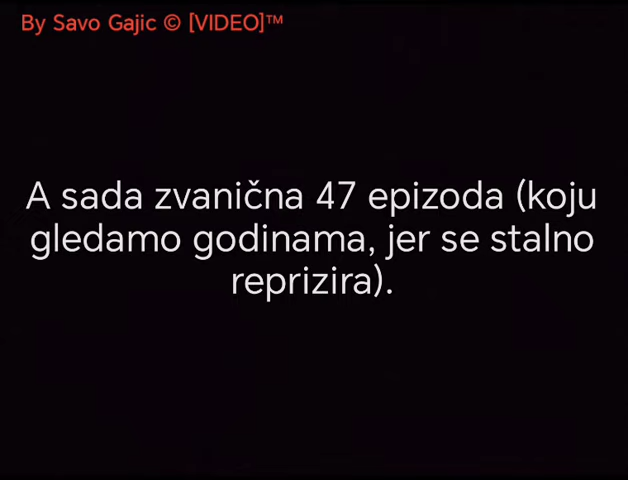 By Savo Gajic © [VIDEO]™
A sada zvanična 47 epizoda (koju
gledamo godinama, jer se stalno
reprizira).